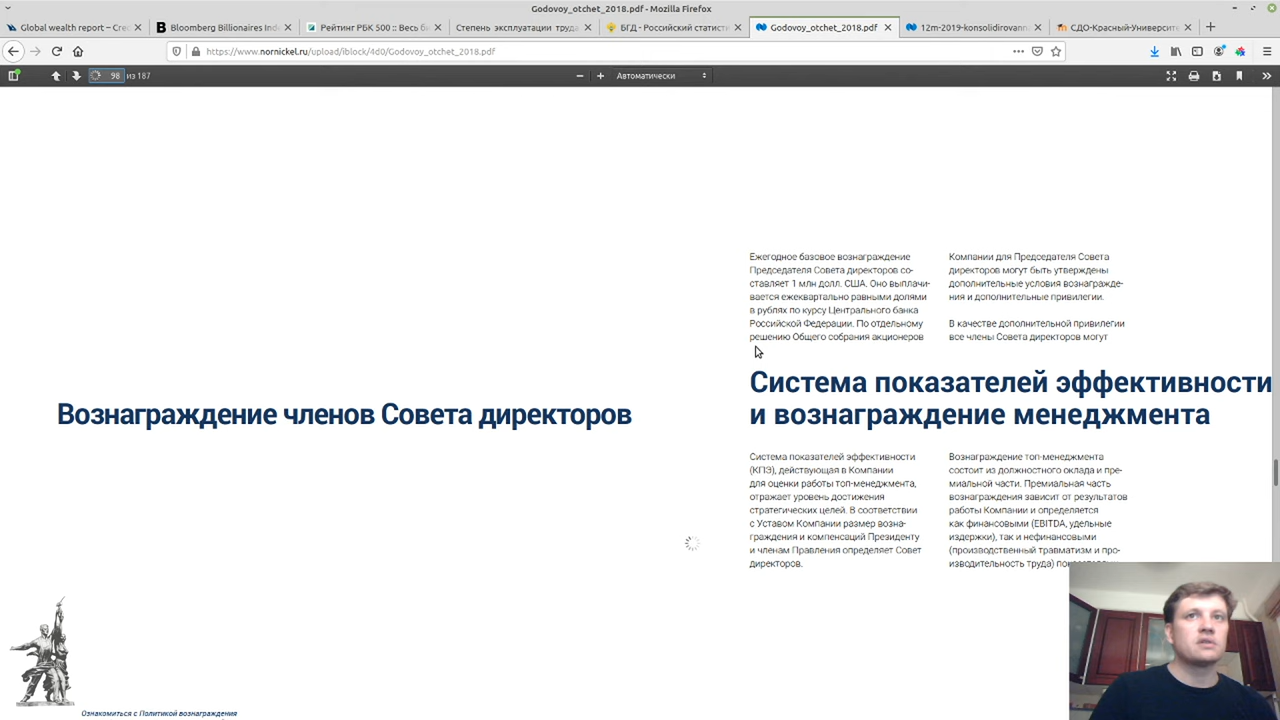 Godovoy_otchet_2018.pdf - Mozilla Firefox
Global wealth report – Cre
Bloomberg Billionaires Ind
Рейтинг РБК 500 :: Весь б
Степень эксплуатации труда
БГД - Российский статисти
Godovoy_otchet_2018.pdf
12m-2019-konsolidirovann
СДО-Красный-Университе
https://www.nornickel.ru/upload/iblock/4d0/Godovoy_otchet_2018.pdf
98 из 187
Автоматически
Вознаграждение членов Совета директоров
Ежегодное базовое вознаграждение
Председателя Совета директоров со-
ставляет 1 млн долл. США. Оно выплачи-
вается ежеквартально равными долями
в рублях по курсу Центрального банка
Российской Федерации. По отдельному
решению Общего собрания акционеров
Компании для Председателя Совета
директоров могут быть утверждены
дополнительные условия вознагражде-
ния и дополнительные привилегии.
В качестве дополнительной привилегии
все члены Совета директоров могут
Система показателей эффективности
и вознаграждение менеджмента
Система показателей эффективности
(КПЭ), действующая в Компании
для оценки работы топ-менеджмента,
отражает уровень достижения
стратегических целей. В соответствии
с Уставом Компании размер возна-
граждения и компенсаций Президенту
и членам Правления определяет Совет
директоров.
Вознаграждение топ-менеджмента
состоит из должностного оклада и пре-
миальной части. Премиальная часть
вознаграждения зависит от результатов
работы Компании и определяется
как финансовыми (EBITDA, удельные
издержки), так и нефинансовыми
(производственный травматизм и про-
изводительность труда)
Ознакомиться с Политикой вознаграждения